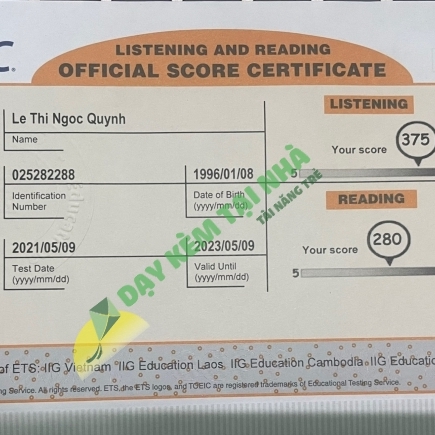 C®
LISTENING AND READING
OFFICIAL SCORE CERTIFICATE
Le Thi Ngoc Quynh
Name
025282288
Identification
Number
1996/01/08
Date of Birth
(yyyy/mm/dd)
2021/05/09
Test Date
(yyyy/mm/dd)
2023/05/09
Valid Until
(yyyy/mm/dd)
LISTENING
Your score
375
5
READING
Your score
280
5
DẠY KÈM TẠI NHÀ
TÀI NĂNG TRẺ
of ETS: IIG Vietnam IIG Education Laos, IIG Education Cambodia IIG Educatio
ng Service. All rights reserved. ETS, the ETS logo, and TOEIC are registered trademarks of Educational Testing Service.